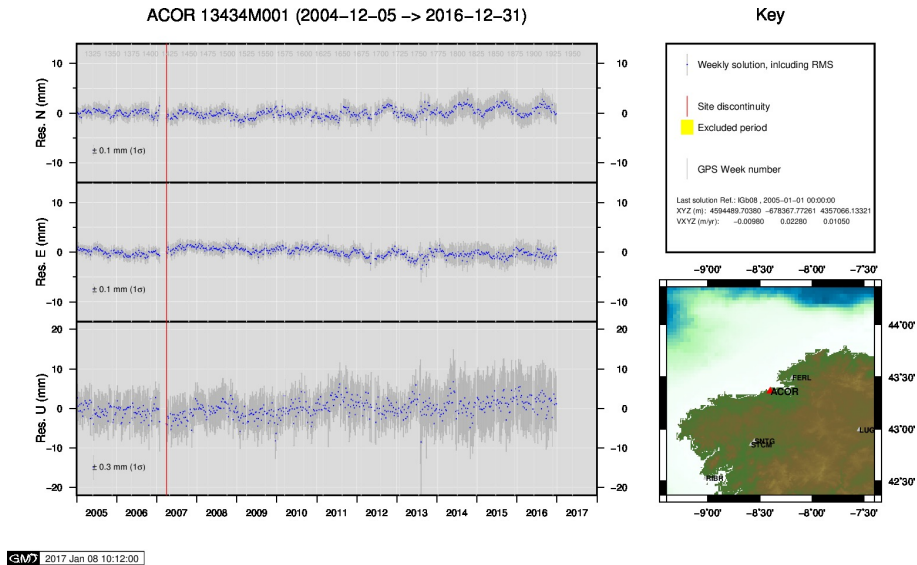 ACOR 13434M001 (2004−12−05 −> 2016−12−31)
Key
Res. N (mm)
10
0
−10
± 0.1 mm (1σ)
10
0
−10
Res. E (mm)
10
0
−10
± 0.1 mm (1σ)
10
0
−10
Res. U (mm)
20
10
0
−10
−20
± 0.3 mm (1σ)
20
10
0
−10
−20
2005 2006 2007 2008 2009 2010 2011 2012 2013 2014 2015 2016 2017
Weekly solution, inlcuding RMS
Site discontinuity
Excluded period
GPS Week number
Last solution Ref.: IGb08 , 2005−01−01 00:00:00
XYZ (m): 4594489.70380 −678367.77261 4357066.13321
VXYZ (m/yr): −0.00980 0.02280 0.01050
−9˚00' −8˚30' −8˚00' −7˚30'
44˚00'
43˚30'
43˚00'
42˚30'
FERL
ACOR
LUG
SNTG
STCM
RIBR
−9˚00' −8˚30' −8˚00' −7˚30'
GMT 2017 Jan 08 10:12:00